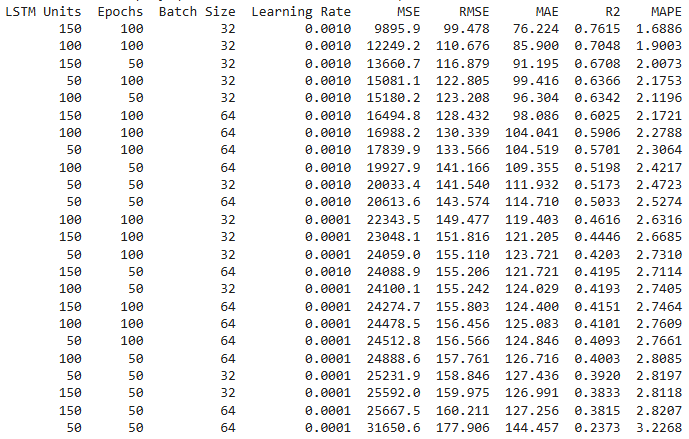 LSTM Units Epochs Batch Size Learning Rate MSE RMSE MAE R2 MAPE
150 100 32 0.0010 9895.9 99.478 76.224 0.7615 1.6886
100 100 32 0.0010 12249.2 110.676 85.900 0.7048 1.9003
150 50 32 0.0010 13660.7 116.879 91.195 0.6708 2.0073
50 100 32 0.0010 15081.1 122.805 99.416 0.6366 2.1753
100 50 32 0.0010 15180.2 123.208 96.304 0.6342 2.1196
150 100 64 0.0010 16494.8 128.432 98.086 0.6025 2.1721
100 100 64 0.0010 16988.2 130.339 104.041 0.5906 2.2788
50 100 64 0.0010 17839.9 133.566 104.519 0.5701 2.3064
100 50 64 0.0010 19927.9 141.166 109.355 0.5198 2.4217
50 50 32 0.0010 20033.4 141.540 111.932 0.5173 2.4723
50 50 64 0.0010 20613.6 143.574 114.710 0.5033 2.5274
100 100 32 0.0001 22343.5 149.477 119.403 0.4616 2.6316
150 100 32 0.0001 23048.1 151.816 121.205 0.4446 2.6685
50 100 32 0.0001 24059.0 155.110 123.721 0.4203 2.7310
150 50 64 0.0010 24088.9 155.206 121.721 0.4195 2.7114
100 50 32 0.0001 24100.1 155.242 124.029 0.4193 2.7405
150 100 64 0.0001 24274.7 155.803 124.400 0.4151 2.7464
100 100 64 0.0001 24478.5 156.456 125.083 0.4101 2.7609
50 100 64 0.0001 24512.8 156.566 124.846 0.4093 2.7661
100 50 64 0.0001 24888.6 157.761 126.716 0.4003 2.8085
50 50 32 0.0001 25231.9 158.846 127.436 0.3920 2.8197
150 50 32 0.0001 25592.0 159.975 126.991 0.3833 2.8118
150 50 64 0.0001 25667.5 160.211 127.256 0.3815 2.8207
50 50 64 0.0001 31650.6 177.906 144.457 0.2373 3.2268